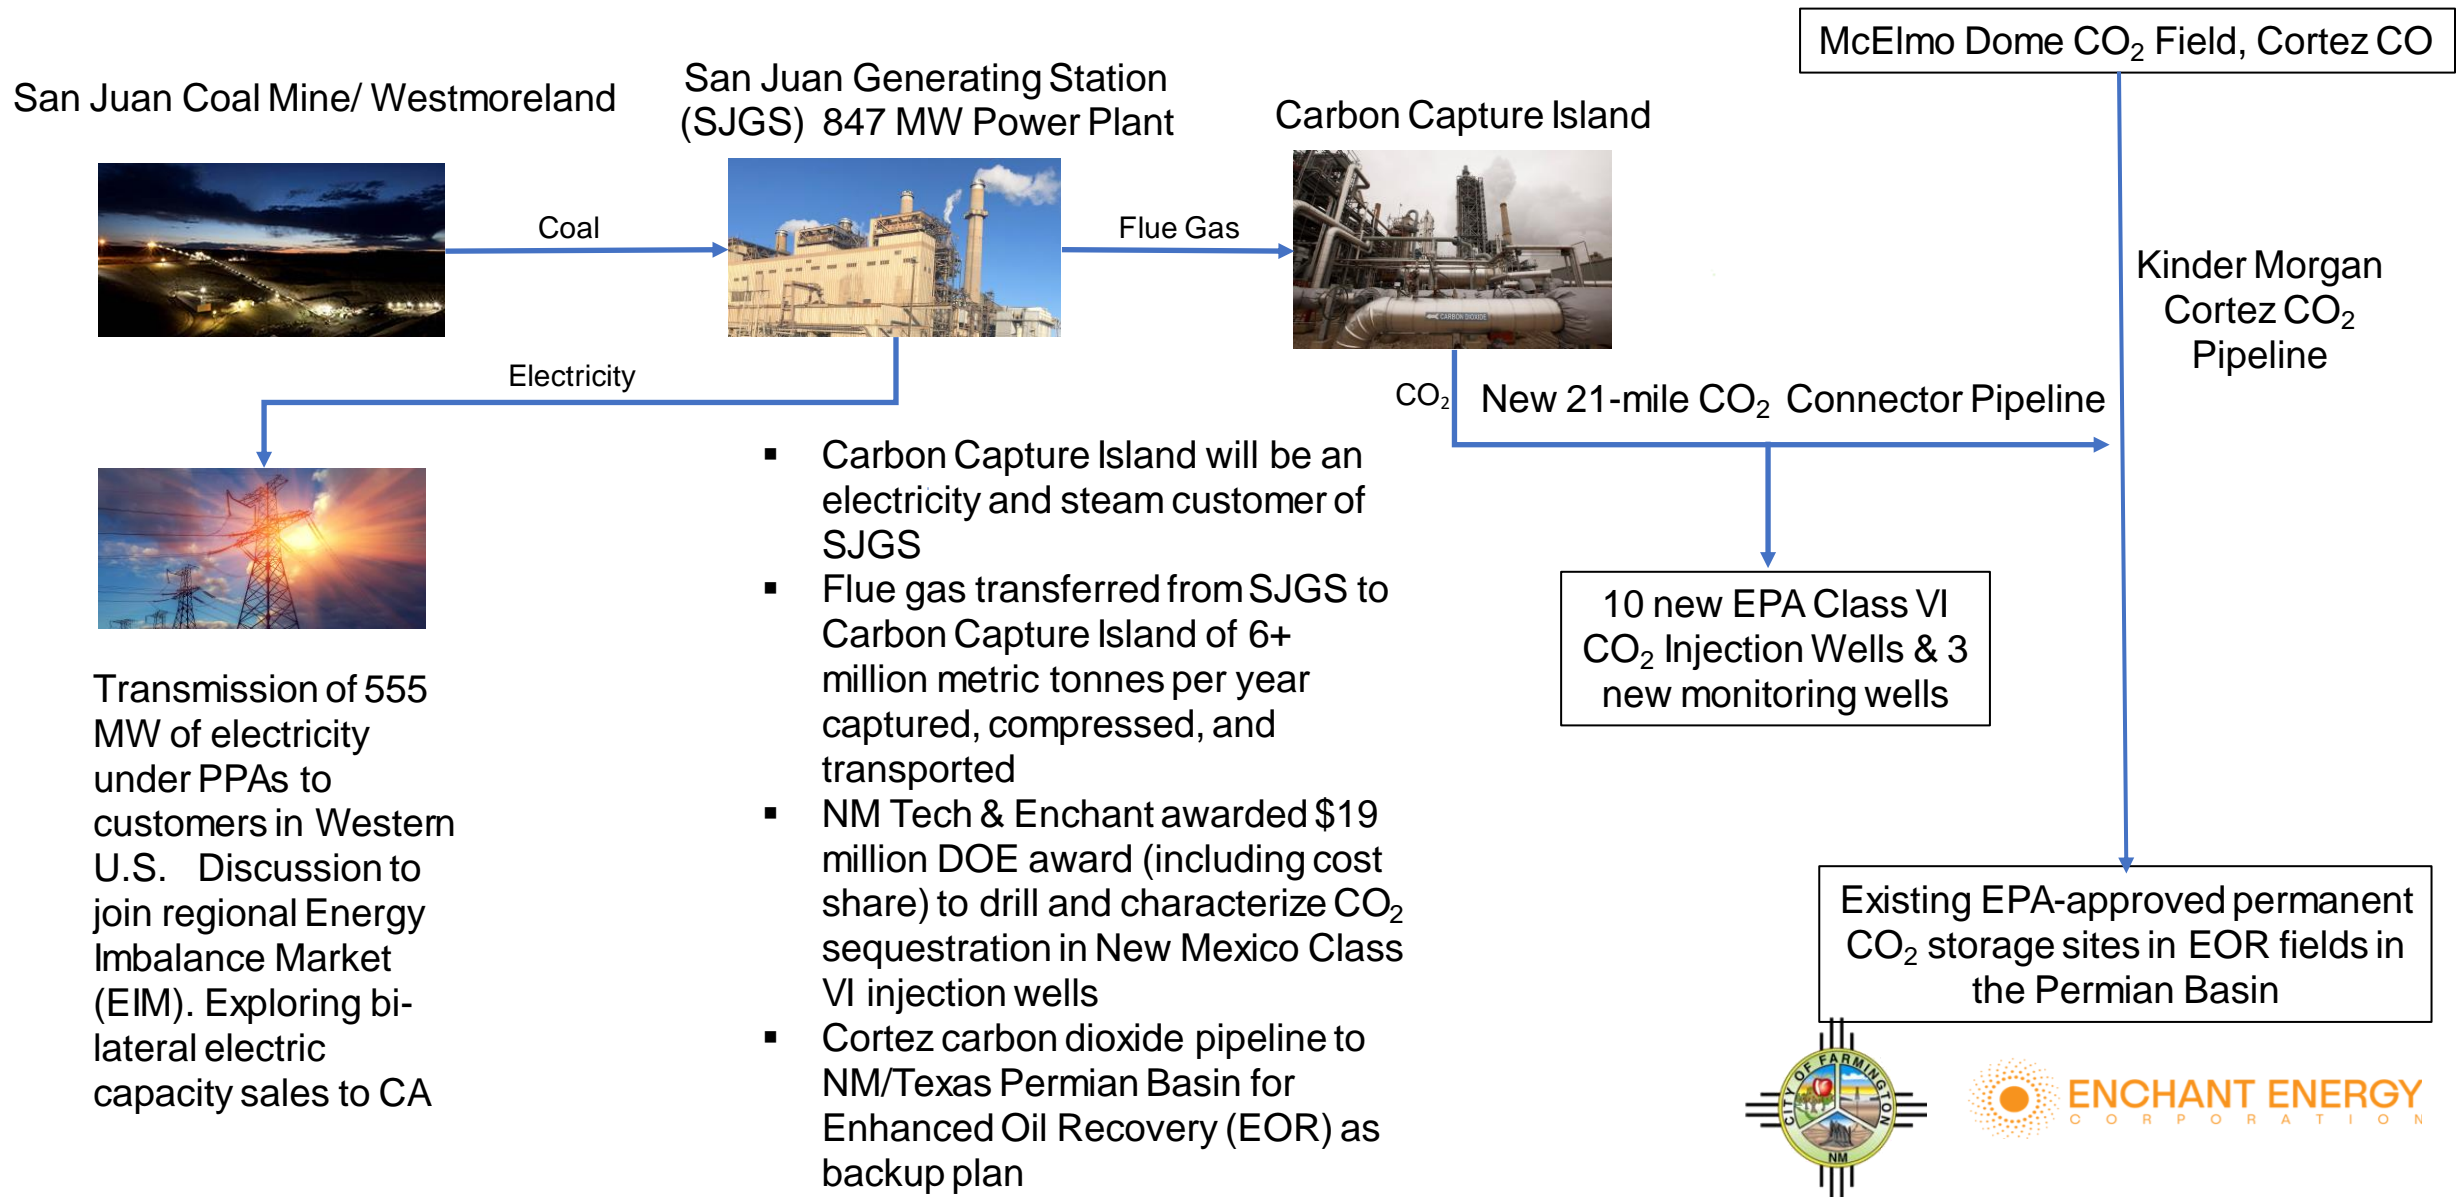 McElmo Dome CO₂ Field, Cortez CO
San Juan Coal Mine/ Westmoreland
San Juan Generating Station
(SJGS) 847 MW Power Plant
Carbon Capture Island
Coal
Flue Gas
CARBON DIOXIDE
Kinder Morgan
Cortez CO₂
Pipeline
Electricity
CO₂
New 21-mile CO₂ Connector Pipeline
▪ Carbon Capture Island will be an
electricity and steam customer of
SJGS
▪ Flue gas transferred from SJGS to
Carbon Capture Island of 6+
million metric tonnes per year
captured, compressed, and
transported
▪ NM Tech & Enchant awarded $19
million DOE award (including cost
share) to drill and characterize CO₂
sequestration in New Mexico Class
VI injection wells
▪ Cortez carbon dioxide pipeline to
NM/Texas Permian Basin for
Enhanced Oil Recovery (EOR) as
backup plan
10 new EPA Class VI
CO₂ Injection Wells & 3
new monitoring wells
Transmission of 555
MW of electricity
under PPAs to
customers in Western
U.S. Discussion to
join regional Energy
Imbalance Market
(EIM). Exploring bi-
lateral electric
capacity sales to CA
Existing EPA-approved permanent
CO₂ storage sites in EOR fields in
the Permian Basin
CITY OF FARMINGTON
NM
ENCHANT ENERGY
CORPORATION